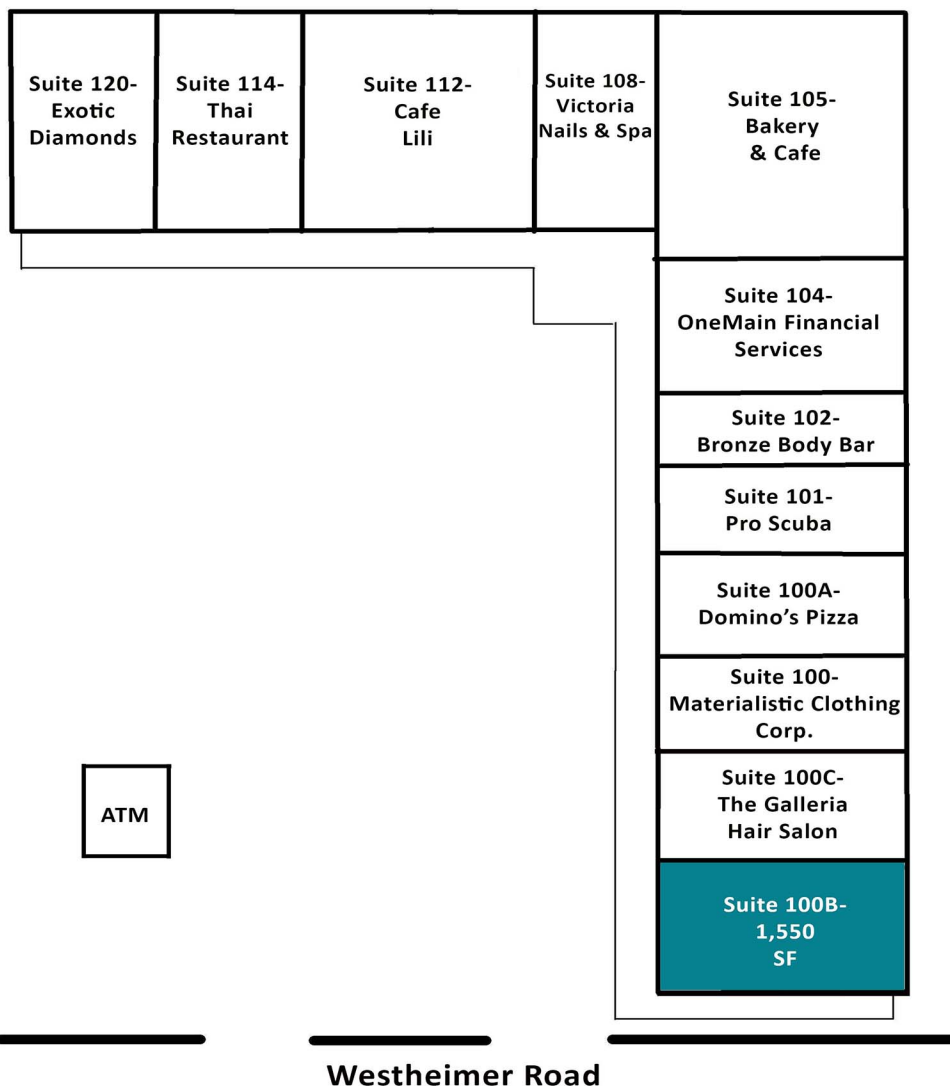 Suite 120-
Exotic
Diamonds
Suite 114-
Thai
Restaurant
Suite 112-
Cafe
Lili
Suite 108-
Victoria
Nails & Spa
Suite 105-
Bakery
& Cafe
Suite 104-
OneMain Financial
Services
Suite 102-
Bronze Body Bar
Suite 101-
Pro Scuba
Suite 100A-
Domino’s Pizza
Suite 100-
Materialistic Clothing
Corp.
Suite 100C-
The Galleria
Hair Salon
Suite 100B-
1,550
SF
ATM
Westheimer Road